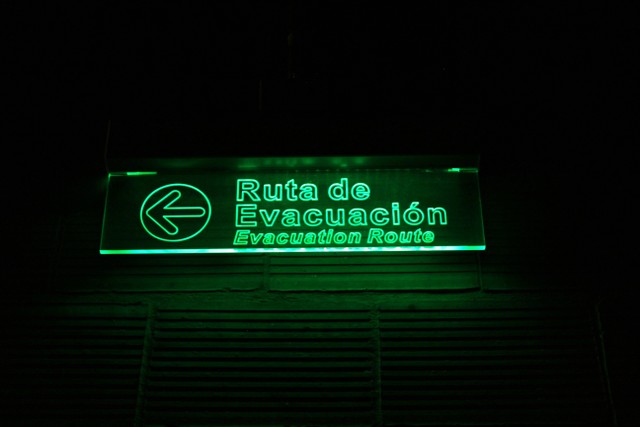 Ruta de
Evacuación
Evacuation Route